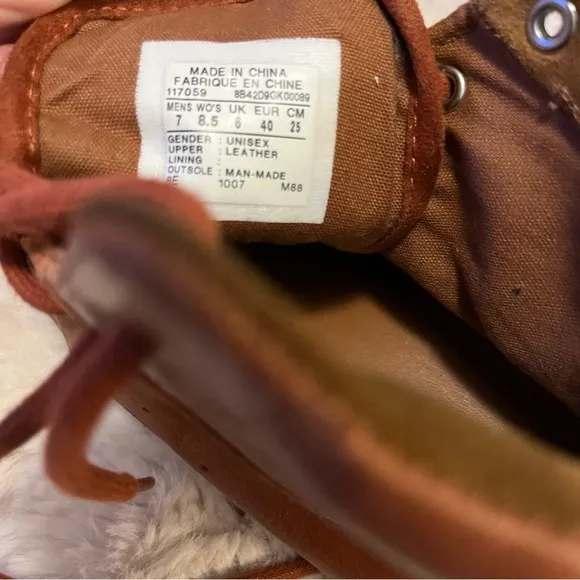 MADE IN CHINA
FABRIQUE EN CHINE
117059 8B42D9GK00089
MENS WO'S UK EUR CM
7 8.5 6 40 25
GENDER : UNISEX
UPPER : LEATHER
LINING :
OUTSOLE : MAN-MADE
1007 M88